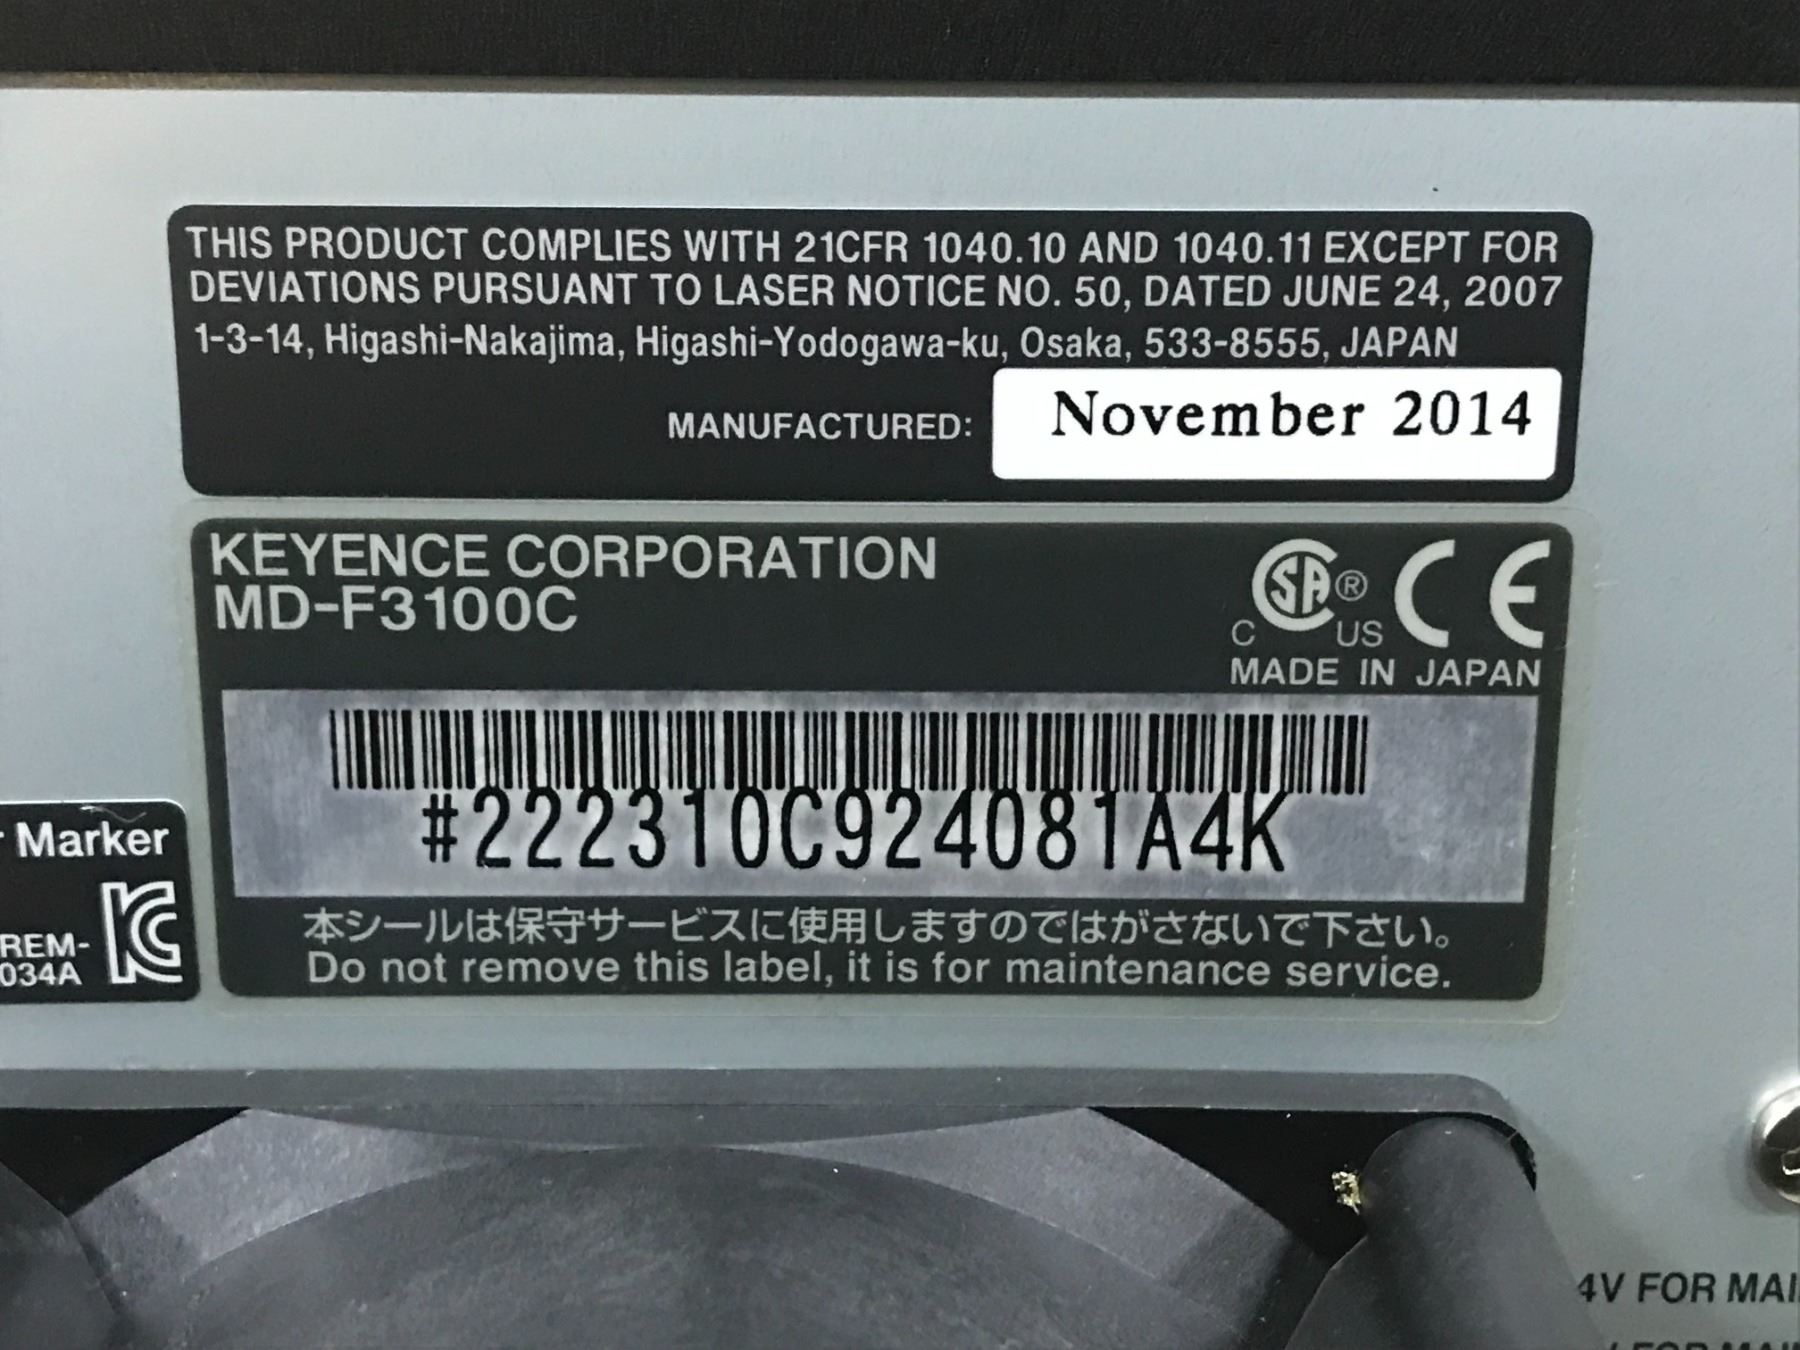 THIS PRODUCT COMPLIES WITH 21CFR 1040.10 AND 1040.11 EXCEPT FOR
DEVIATIONS PURSUANT TO LASER NOTICE NO. 50, DATED JUNE 24, 2007
1-3-14, Higashi-Nakajima, Higashi-Yodogawa-ku, Osaka, 533-8555, JAPAN
MANUFACTURED: November 2014
KEYENCE CORPORATION
MD-F3100C
C SA ® US CE
MADE IN JAPAN
#222310C924081A4K
本シールは保守サービスに使用しますのではがさないで下さい。
Do not remove this label, it is for maintenance service.
Marker
REM-
034A
4V FOR MAI
FOR MAI